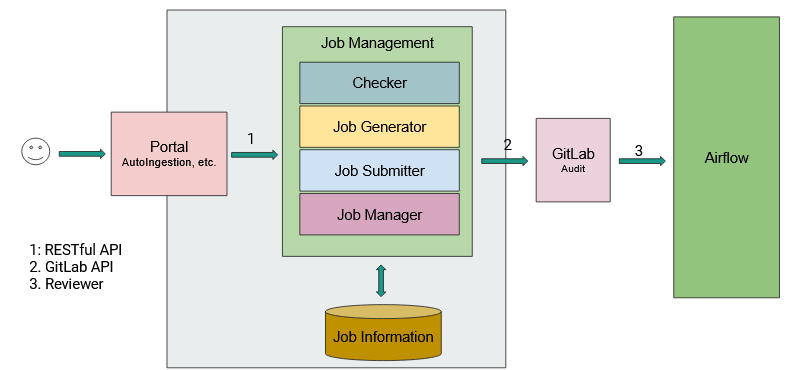 Job Management
Checker
Job Generator
Job Submitter
Job Manager
Portal
AutoIngestion, etc.
1
2
GitLab
Audit
3
Airflow
1: RESTful API
2. GitLab API
3. Reviewer
Job Information